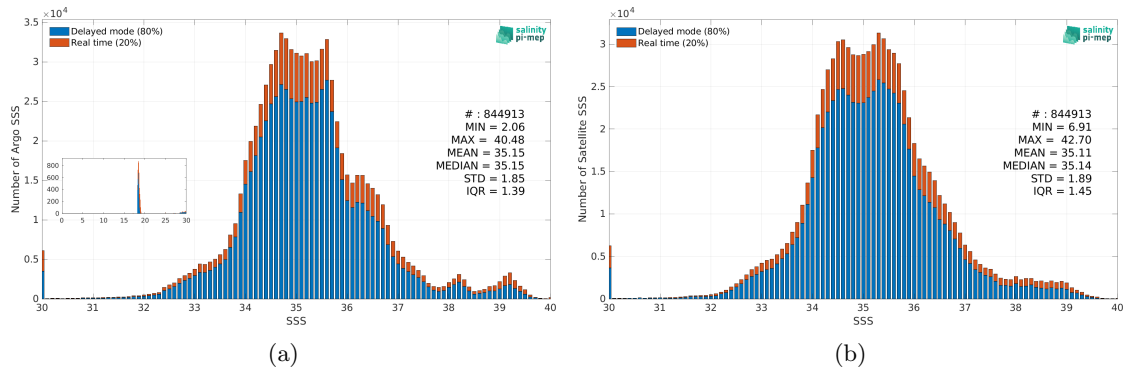 ×10⁴
3.5
3
2.5
2
1.5
1
0.5
0
Number of Argo SSS
Delayed mode (80%)
Real time (20%)
salinity
pi-mep
# : 844913
MIN = 2.06
MAX = 40.48
MEAN = 35.15
MEDIAN = 35.15
STD = 1.85
IQR = 1.39
800
600
400
200
0
0 5 10 15 20 25 30
30 31 32 33 34 35 36 37 38 39 40
SSS
(a)
×10⁴
3
2.5
2
1.5
1
0.5
0
Number of Satellite SSS
Delayed mode (80%)
Real time (20%)
salinity
pi-mep
# : 844913
MIN = 6.91
MAX = 42.70
MEAN = 35.11
MEDIAN = 35.14
STD = 1.89
IQR = 1.45
30 31 32 33 34 35 36 37 38 39 40
SSS
(b)